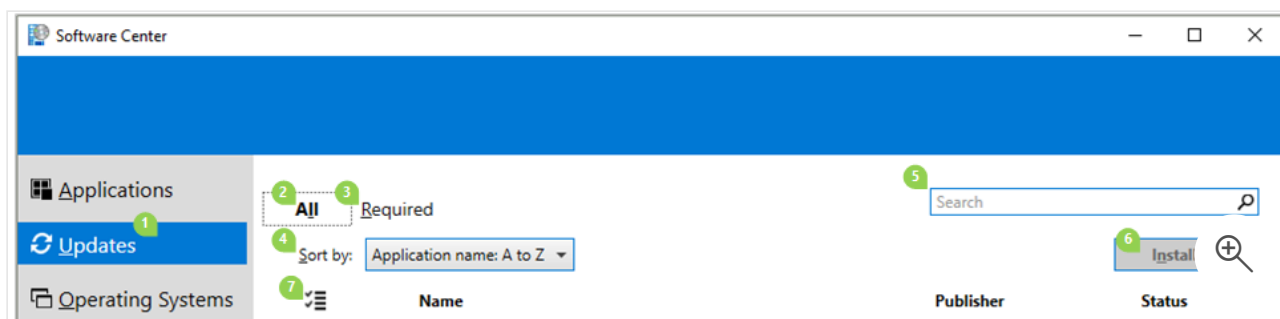 Software Center
Applications
2 3 5
All Required Search
1
Updates
4 6
Sort by: Application name: A to Z Instal
7
Operating Systems Name Publisher Status